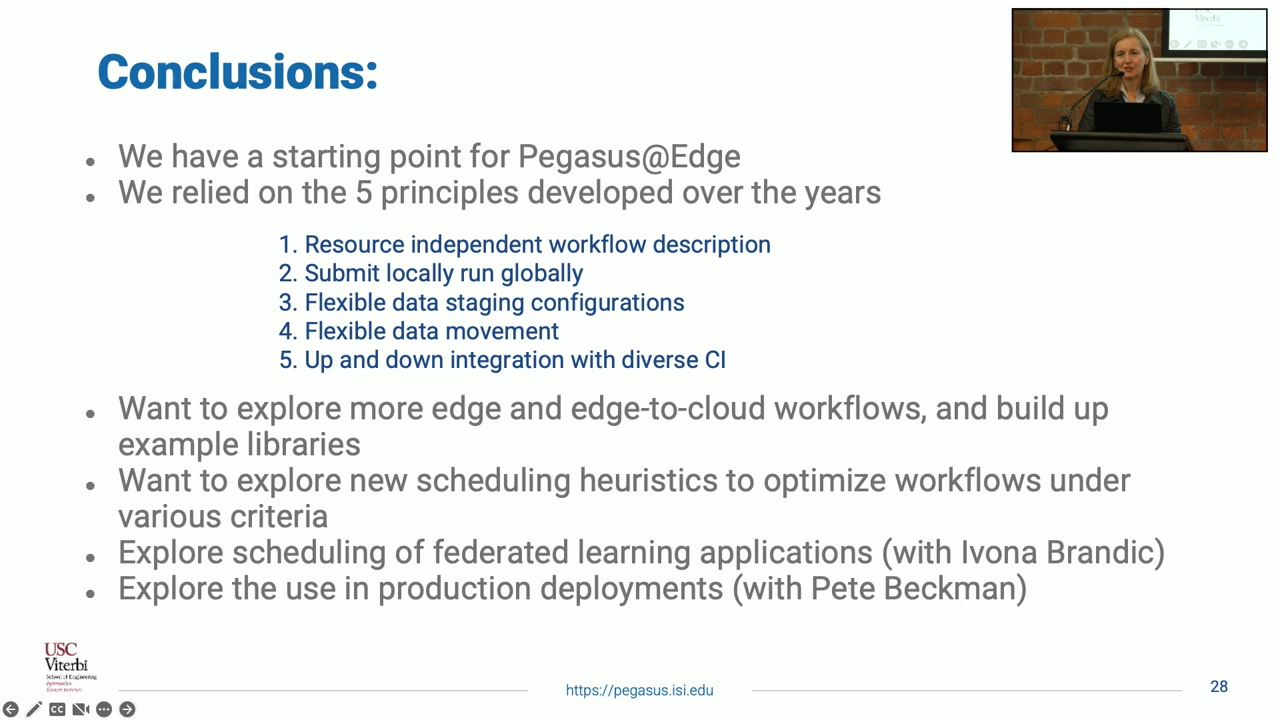 Conclusions:
• We have a starting point for Pegasus@Edge
• We relied on the 5 principles developed over the years
1. Resource independent workflow description
2. Submit locally run globally
3. Flexible data staging configurations
4. Flexible data movement
5. Up and down integration with diverse CI
• Want to explore more edge and edge-to-cloud workflows, and build up
example libraries
• Want to explore new scheduling heuristics to optimize workflows under
various criteria
• Explore scheduling of federated learning applications (with Ivona Brandic)
• Explore the use in production deployments (with Pete Beckman)
USC
Viterbi
School of Engineering
https://pegasus.isi.edu
28
CC
USC
Viterbi